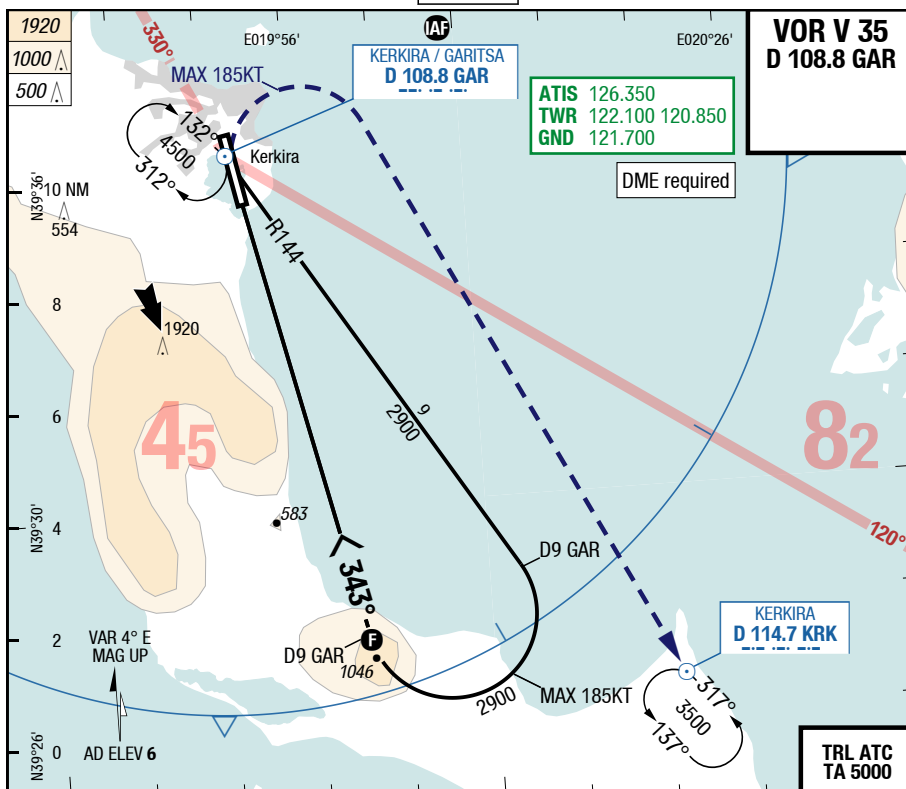 1920
1000
500
330°
E019°56'
IAF
E020°26'
VOR V 35
D 108.8 GAR
MAX 185KT
KERKIRA / GARITSA
D 108.8 GAR
ATIS 126.350
TWR 122.100 120.850
GND 121.700
132°
4500
312°
Kerkira
DME required
N39°36'
10 NM
554
R144
8
1920
9
2900
6
45
82
583
4
N39°30'
120°
D9 GAR
343°
KERKIRA
D 114.7 KRK
2
VAR 4° E
MAG UP
F
D9 GAR
1046
MAX 185KT
2900
317°
3500
137°
0
N39°26'
AD ELEV 6
TRL ATC
TA 5000